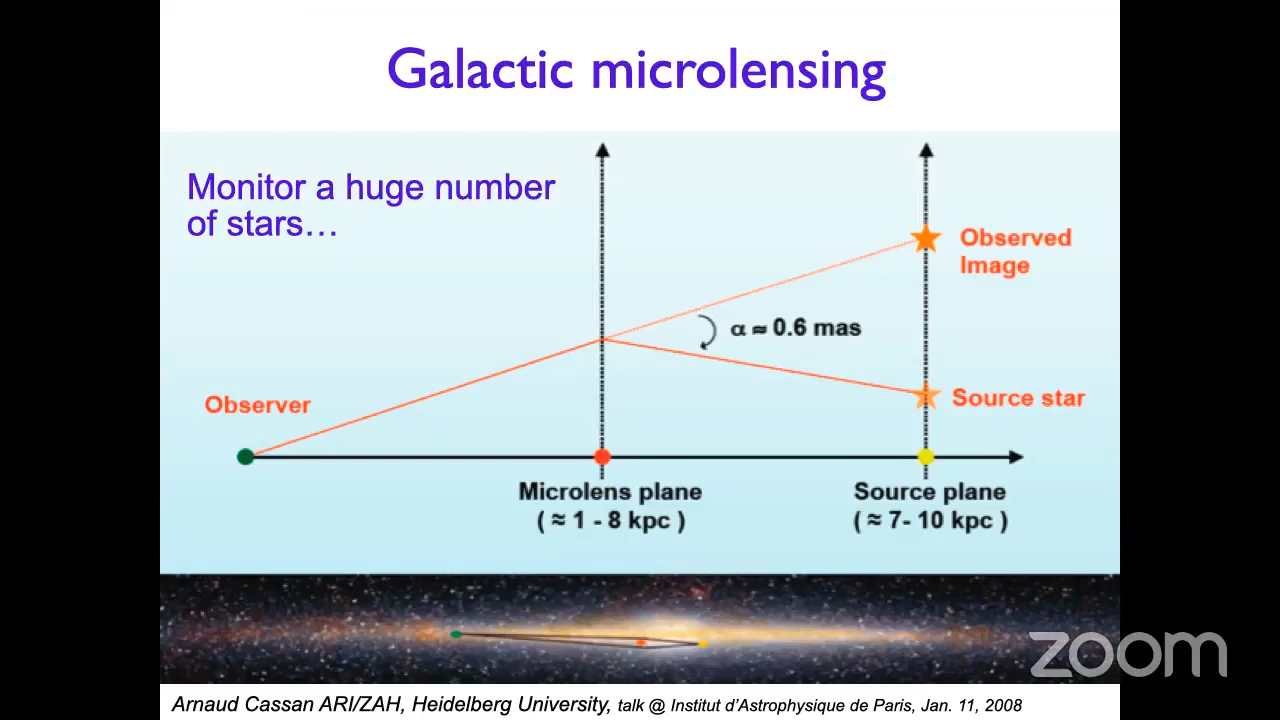 Galactic microlensing
Monitor a huge number
of stars…
Observed
Image
α ≈ 0.6 mas
Observer
Source star
Microlens plane
( ≈ 1 - 8 kpc )
Source plane
( ≈ 7- 10 kpc )
zoom
Arnaud Cassan ARI/ZAH, Heidelberg University, talk @ Institut d’Astrophysique de Paris, Jan. 11, 2008